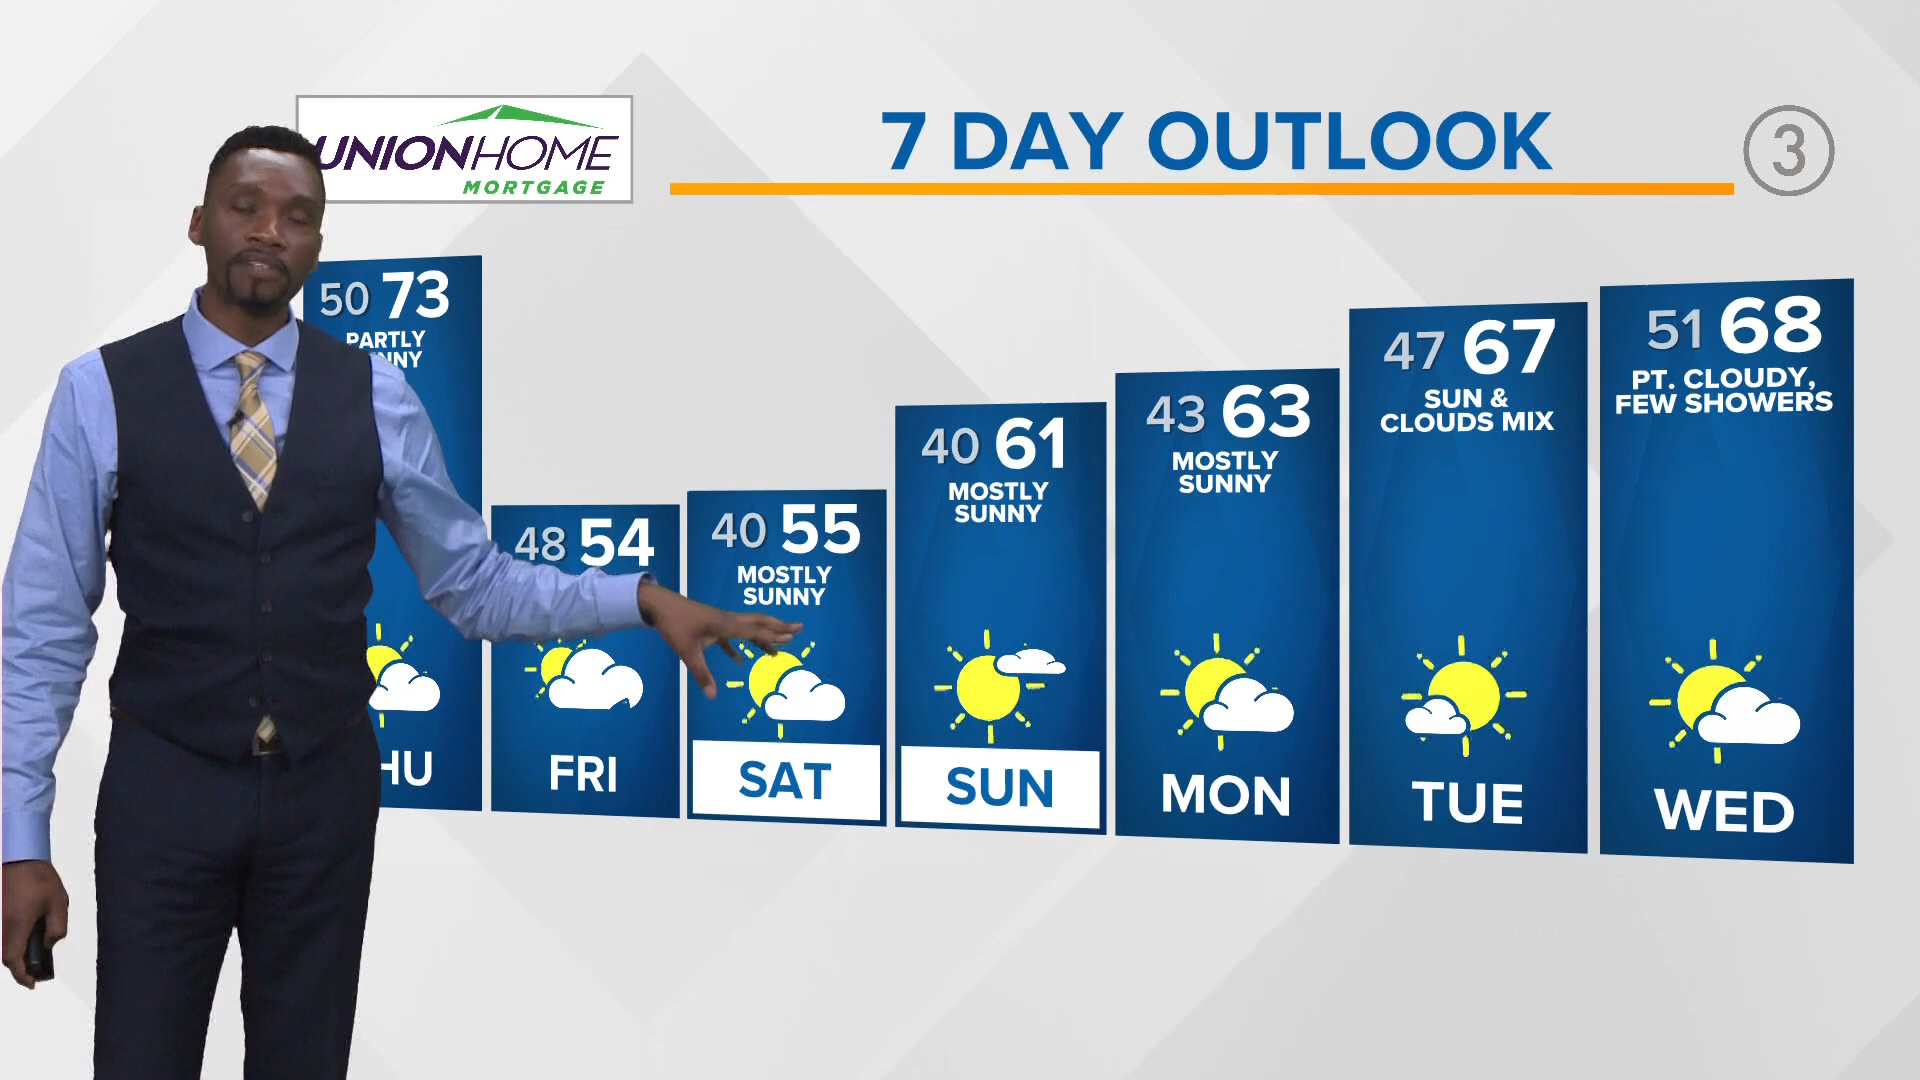 UNIONHOME
MORTGAGE
7 DAY OUTLOOK
3
50 73
PARTLY
48 54
40 55
MOSTLY
SUNNY
40 61
MOSTLY
SUNNY
43 63
MOSTLY
SUNNY
47 67
SUN &
CLOUDS MIX
51 68
PT. CLOUDY,
FEW SHOWERS
FRI
SAT
SUN
MON
TUE
WED